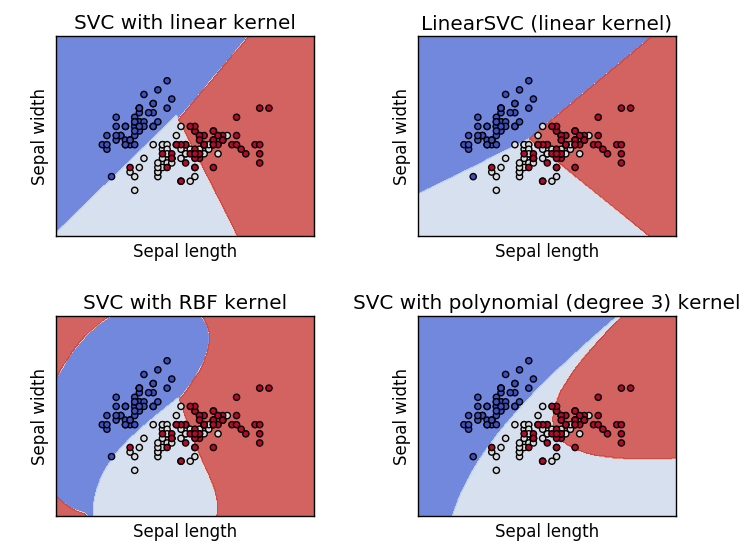 SVC with linear kernel
LinearSVC (linear kernel)
Sepal width
Sepal length
Sepal width
Sepal length
SVC with RBF kernel
SVC with polynomial (degree 3) kernel
Sepal width
Sepal length
Sepal width
Sepal length